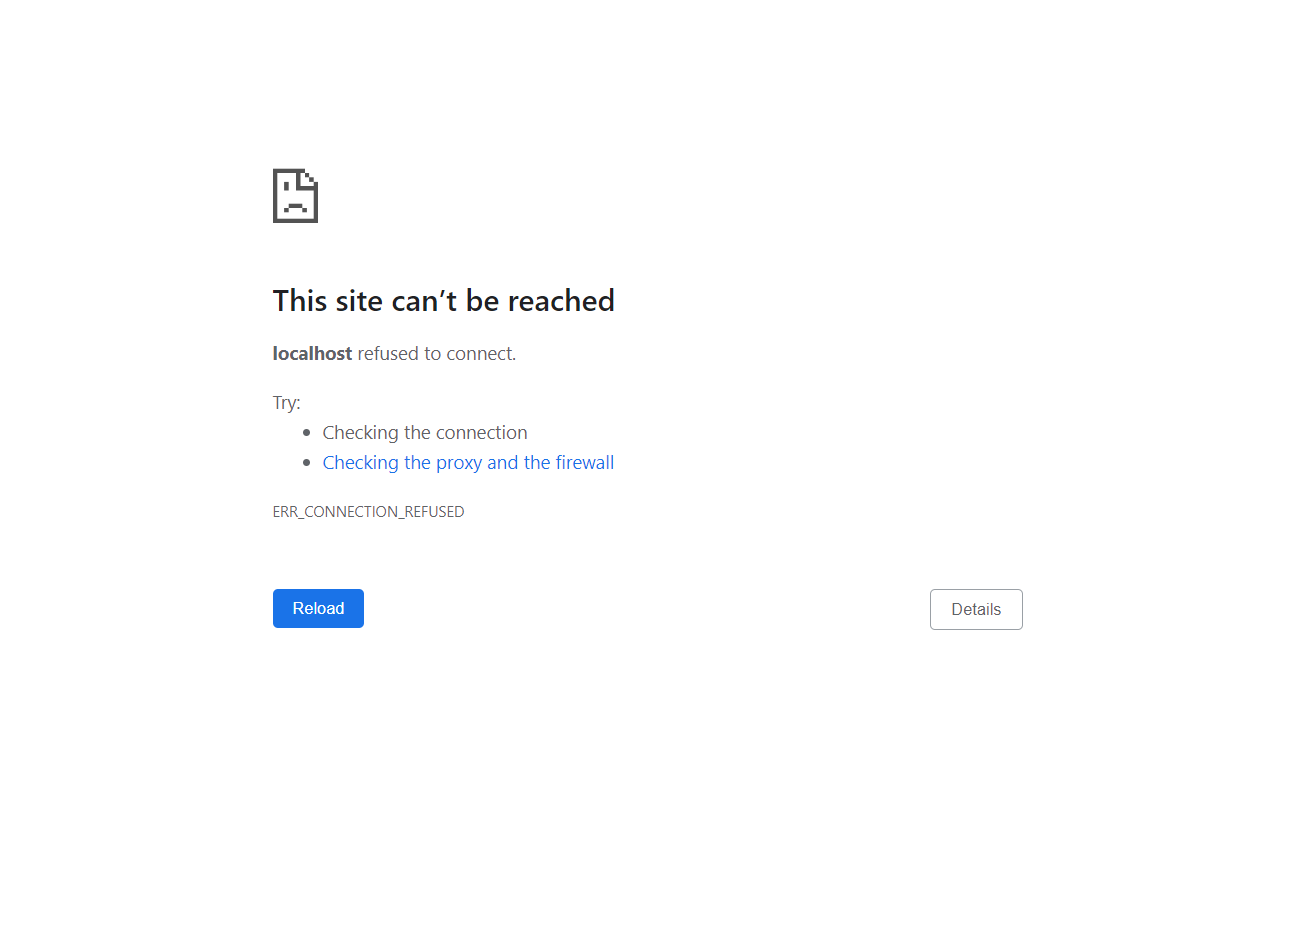 This site can’t be reached
localhost refused to connect.
Try:
Checking the connection
Checking the proxy and the firewall
ERR_CONNECTION_REFUSED
Reload
Details